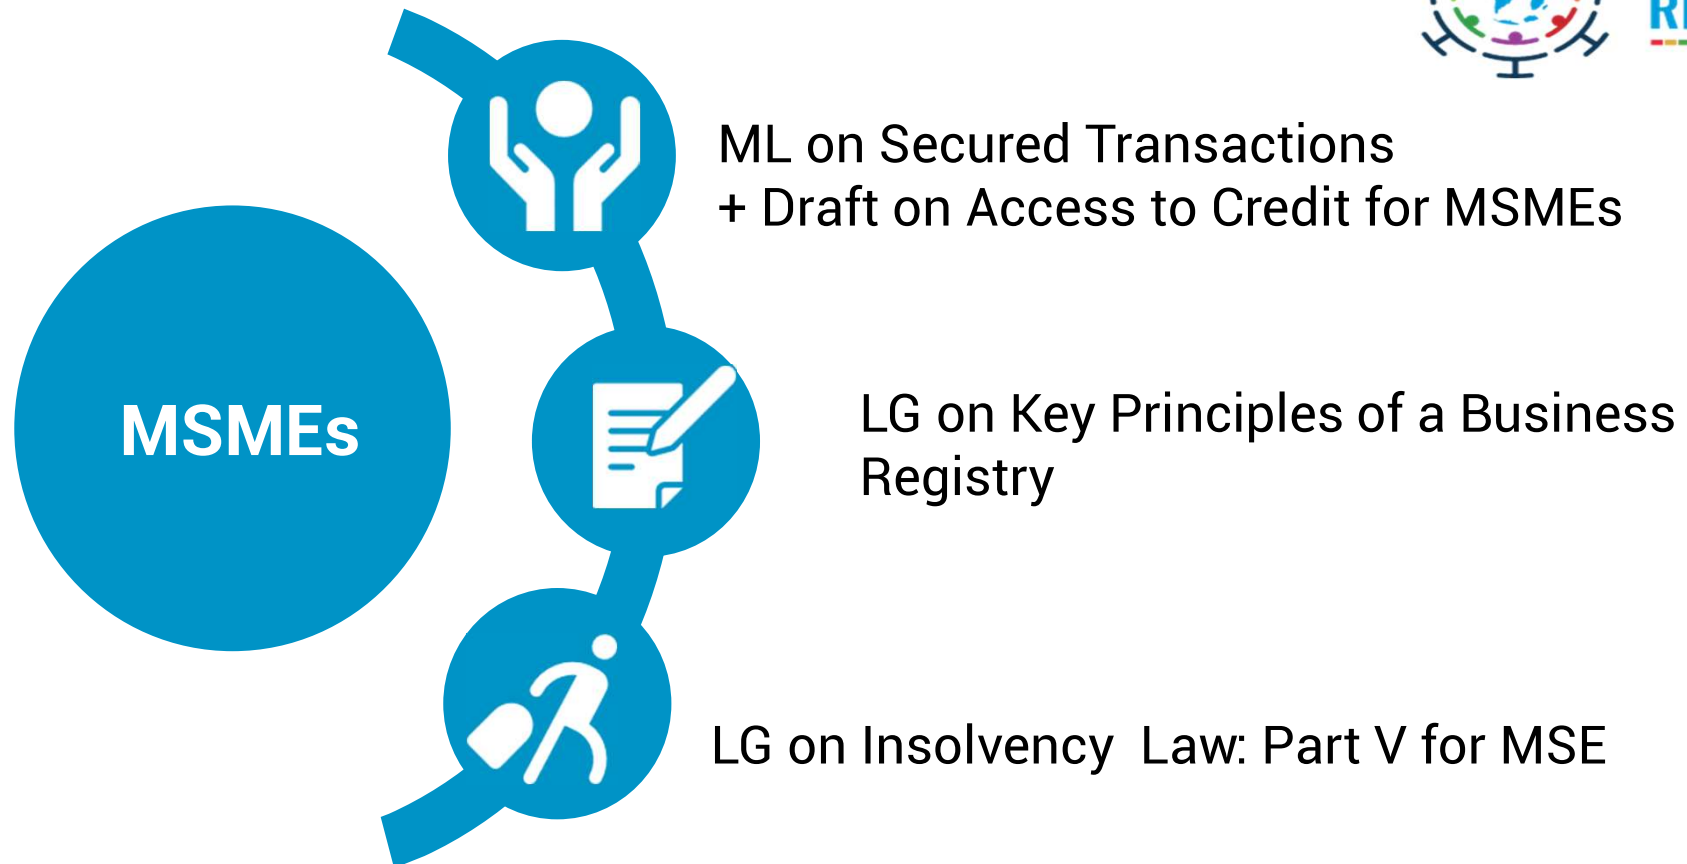 ML on Secured Transactions
+ Draft on Access to Credit for MSMEs
MSMEs
LG on Key Principles of a Business
Registry
LG on Insolvency Law: Part V for MSE